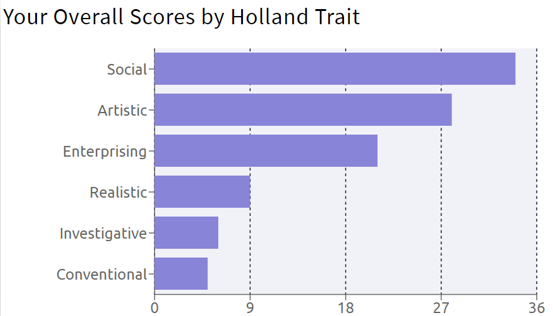 Your Overall Scores by Holland Trait
Social
Artistic
Enterprising
Realistic
Investigative
Conventional
0 9 18 27 36